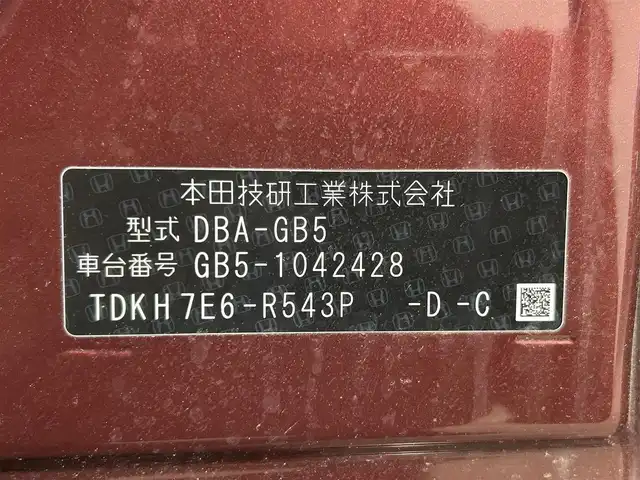 本田技研工業株式会社
型式 DBA-GB5
車台番号 GB5-1042428
TDKH7E6-R543P -D -C